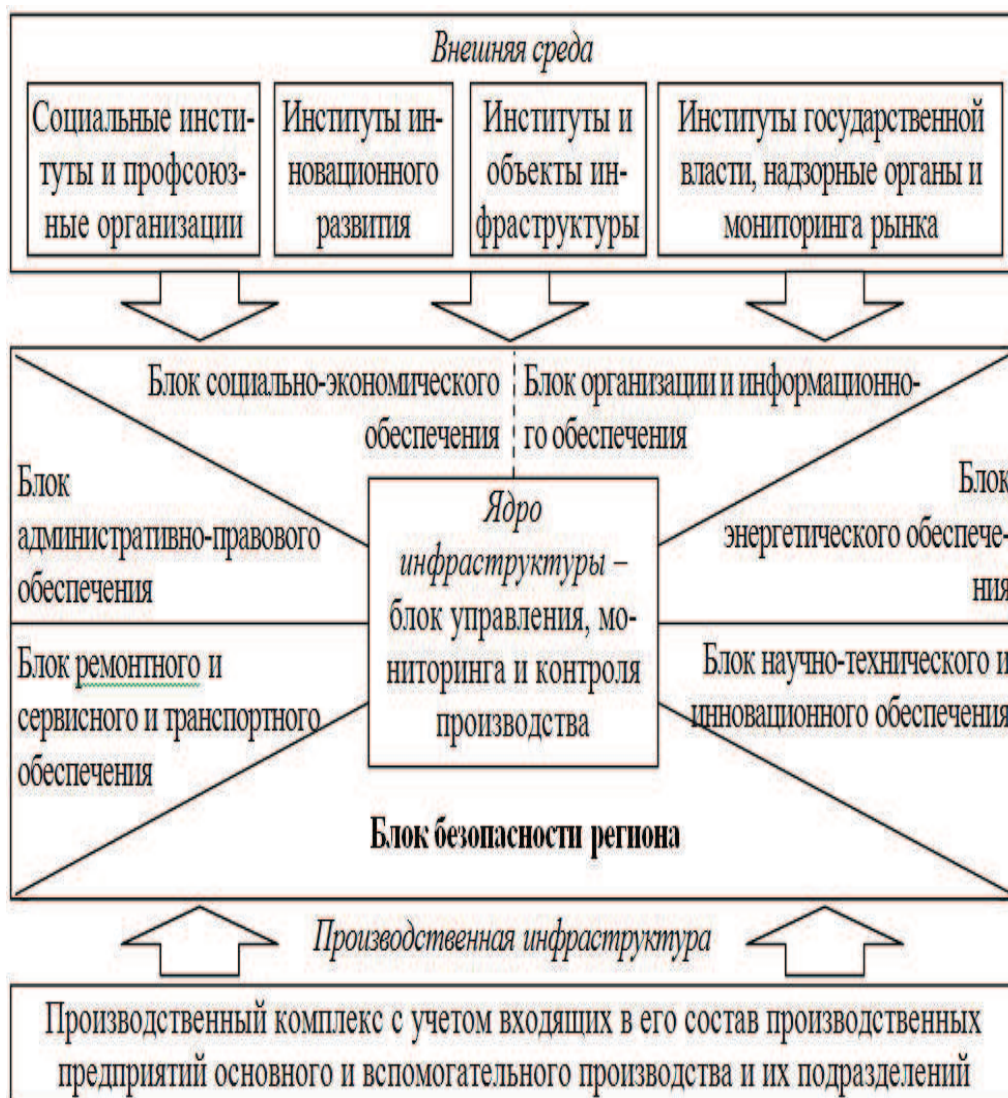 Внешняя среда
Социальные инсти-
туты и профсоюз-
ные организации
Институты ин-
новационного
развития
Институты и
объекты ин-
фраструктуры
Институты государственной
власти, надзорные органы и
мониторинга рынка
Блок социально-экономического
обеспечения
Блок организации и информационно-
го обеспечения
Блок
административно-правового
обеспечения
Ядро
инфраструктуры –
блок управления, мо-
ниторинга и контроля
производства
Блок
энергетического обеспече-
ния
Блок ремонтного и
сервисного и транспортного
обеспечения
Блок научно-технического и
инновационного обеспечения
Блок безопасности региона
Производственная инфраструктура
Производственный комплекс с учетом входящих в его состав производственных
предприятий основного и вспомогательного производства и их подразделений